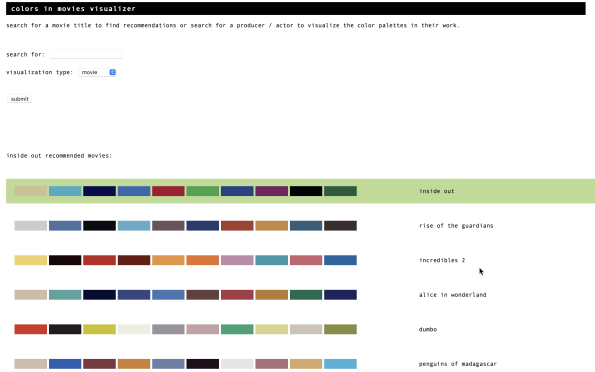 colors in movies visualizer
search for a movie title to find recommendations or search for a producer / actor to visualize the color palettes in their work.
search for:
visualization type: movie
submit
inside out recommended movies:
inside out
rise of the guardians
incredibles 2
alice in wonderland
dumbo
penguins of madagascar